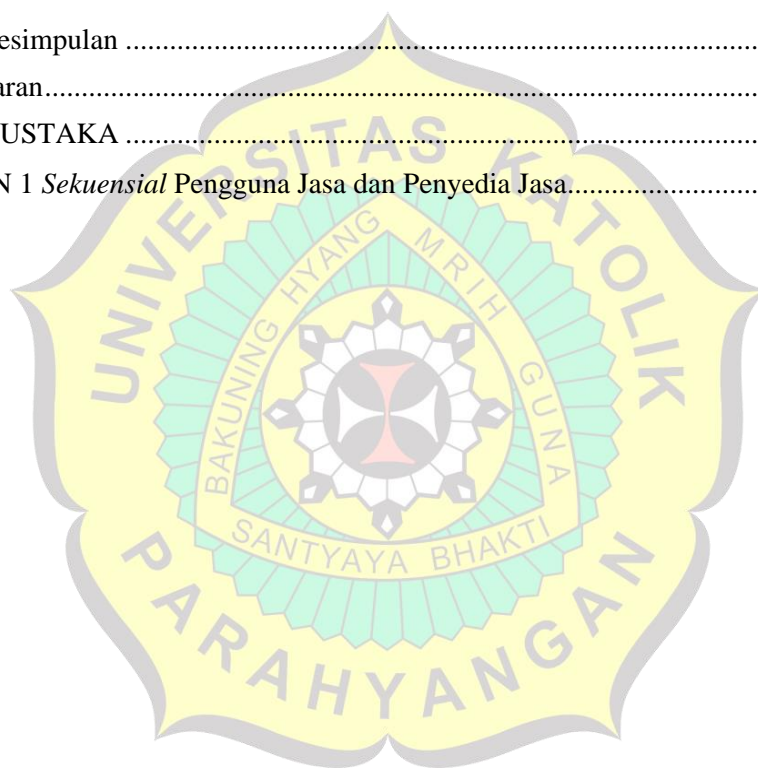 esimpulan ........................................................................................
aran...................................................................................................
USTAKA ........................................................................................
N 1 Sekuensial Pengguna Jasa dan Penyedia Jasa..........................
UNIVERSITAS KATOLIK
PARAHYANGAN
BAKUNING HYANG MRIH GUNA
SANTYAYA BHAKTI